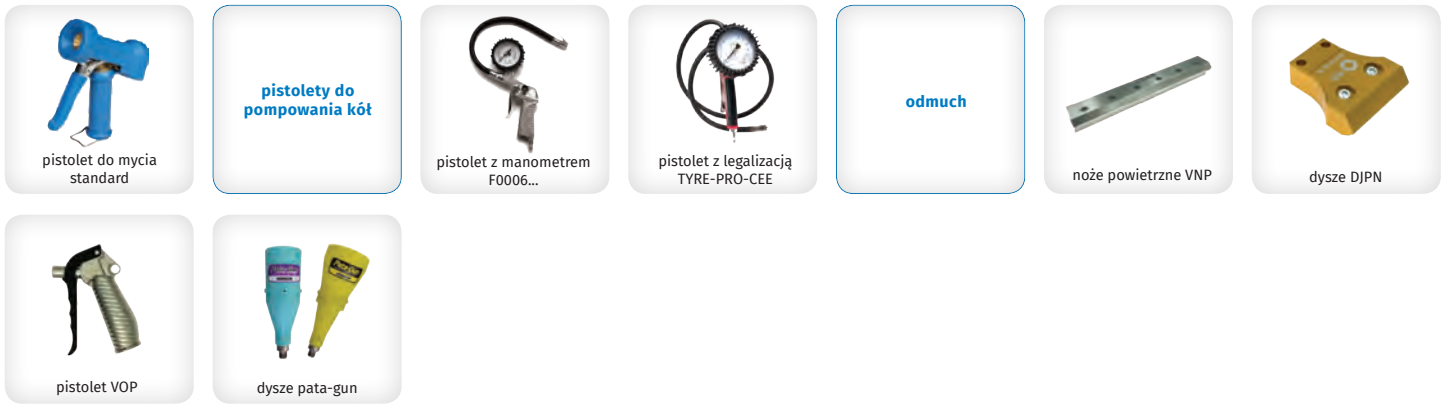 pistolet do mycia
standard
pistolety do
pompowania kół
pistolet z manometrem
F0006...
pistolet z legalizacją
TYRE-PRO-CEE
odmuch
noże powietrzne VNP
dysze DJPN
pistolet VOP
dysze pata-gun